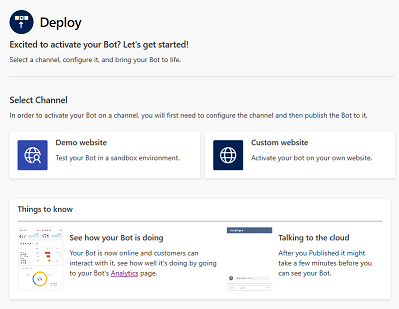 Deploy
Excited to activate your Bot? Let's get started!
Select a channel, configure it, and bring your Bot to life.
Select Channel
In order to activate your Bot on a channel, you will first need to configure the channel and then publish the Bot to it.
Demo website
Test your Bot in a sandbox environment.
Custom website
Activate your bot on your own website.
Things to know
See how your Bot is doing
Your Bot is now online and customers can
interact with it, see how well it's doing by going
to your Bot's Analytics page.
Talking to the cloud
After you Published it might
take a few minutes before you
can see your Bot.